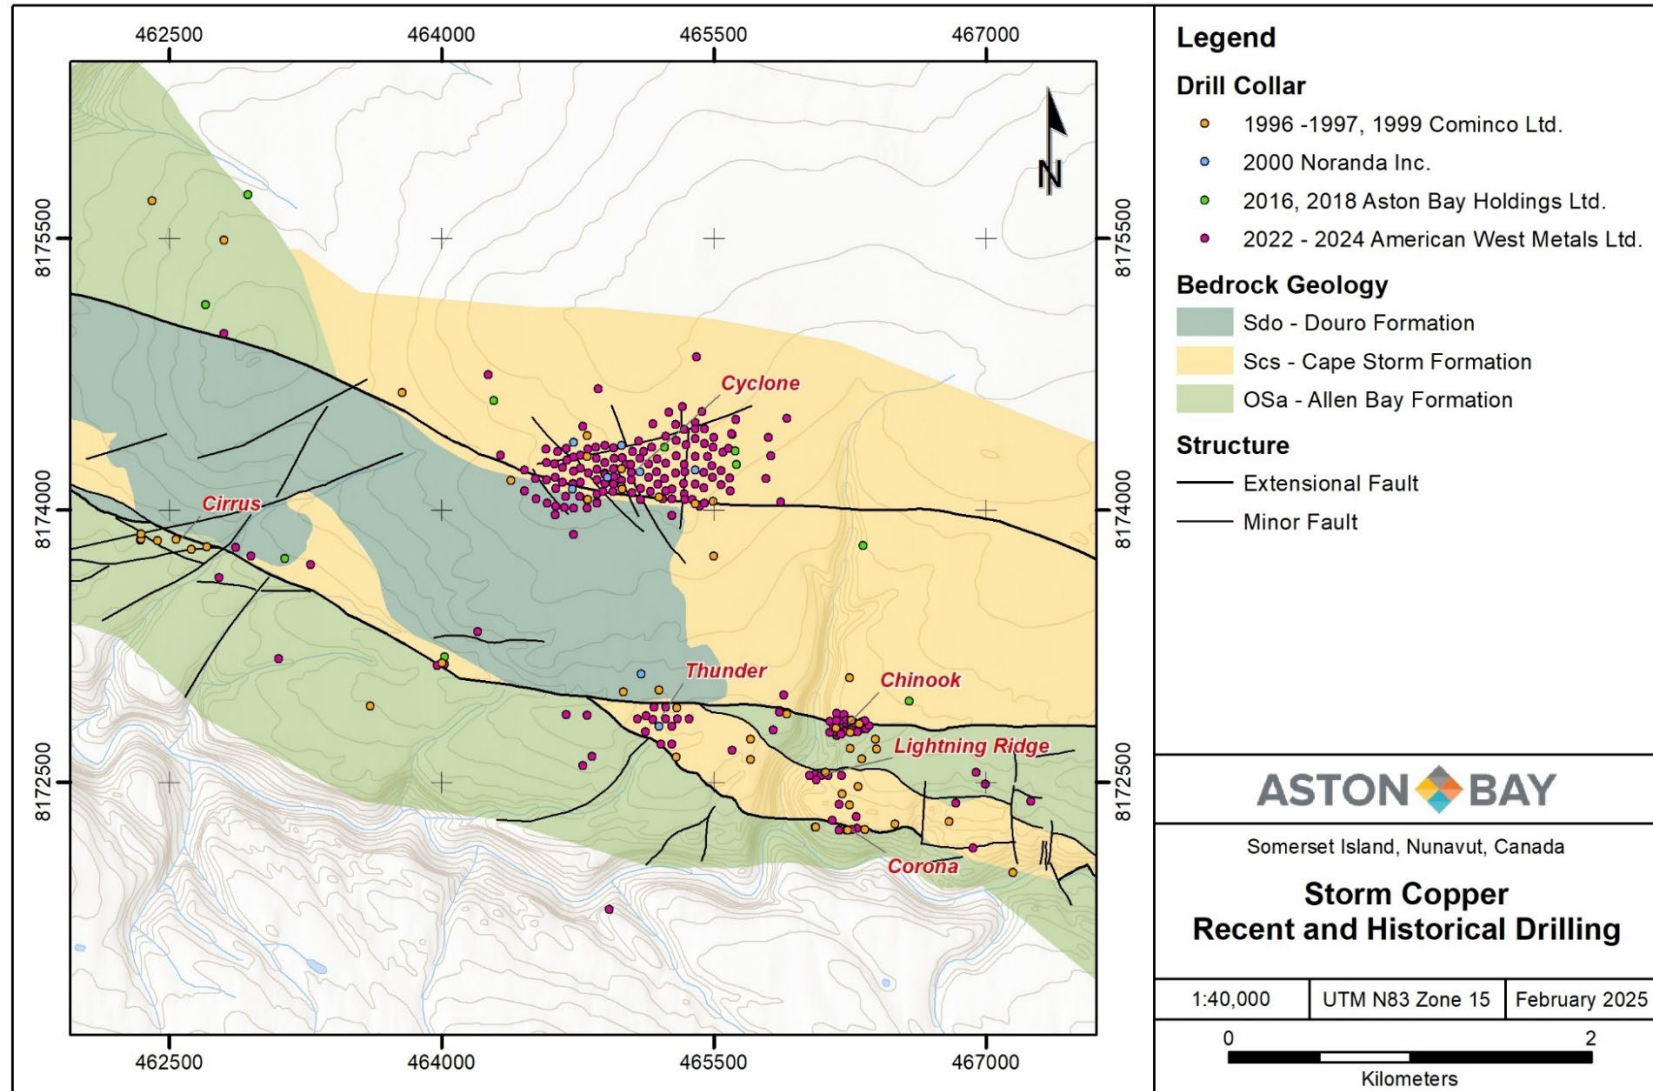 462500
464000
465500
467000
8175500
8175500
8174000
8174000
8172500
8172500
N
Cyclone
Cirrus
Thunder
Chinook
Lightning Ridge
Corona
462500
464000
465500
467000
Legend
Drill Collar
1996 -1997, 1999 Cominco Ltd.
2000 Noranda Inc.
2016, 2018 Aston Bay Holdings Ltd.
2022 - 2024 American West Metals Ltd.
Bedrock Geology
Sdo - Douro Formation
Scs - Cape Storm Formation
OSa - Allen Bay Formation
Structure
Extensional Fault
Minor Fault
ASTON BAY
Somerset Island, Nunavut, Canada
Storm Copper
Recent and Historical Drilling
1:40,000
UTM N83 Zone 15
February 2025
0
2
Kilometers